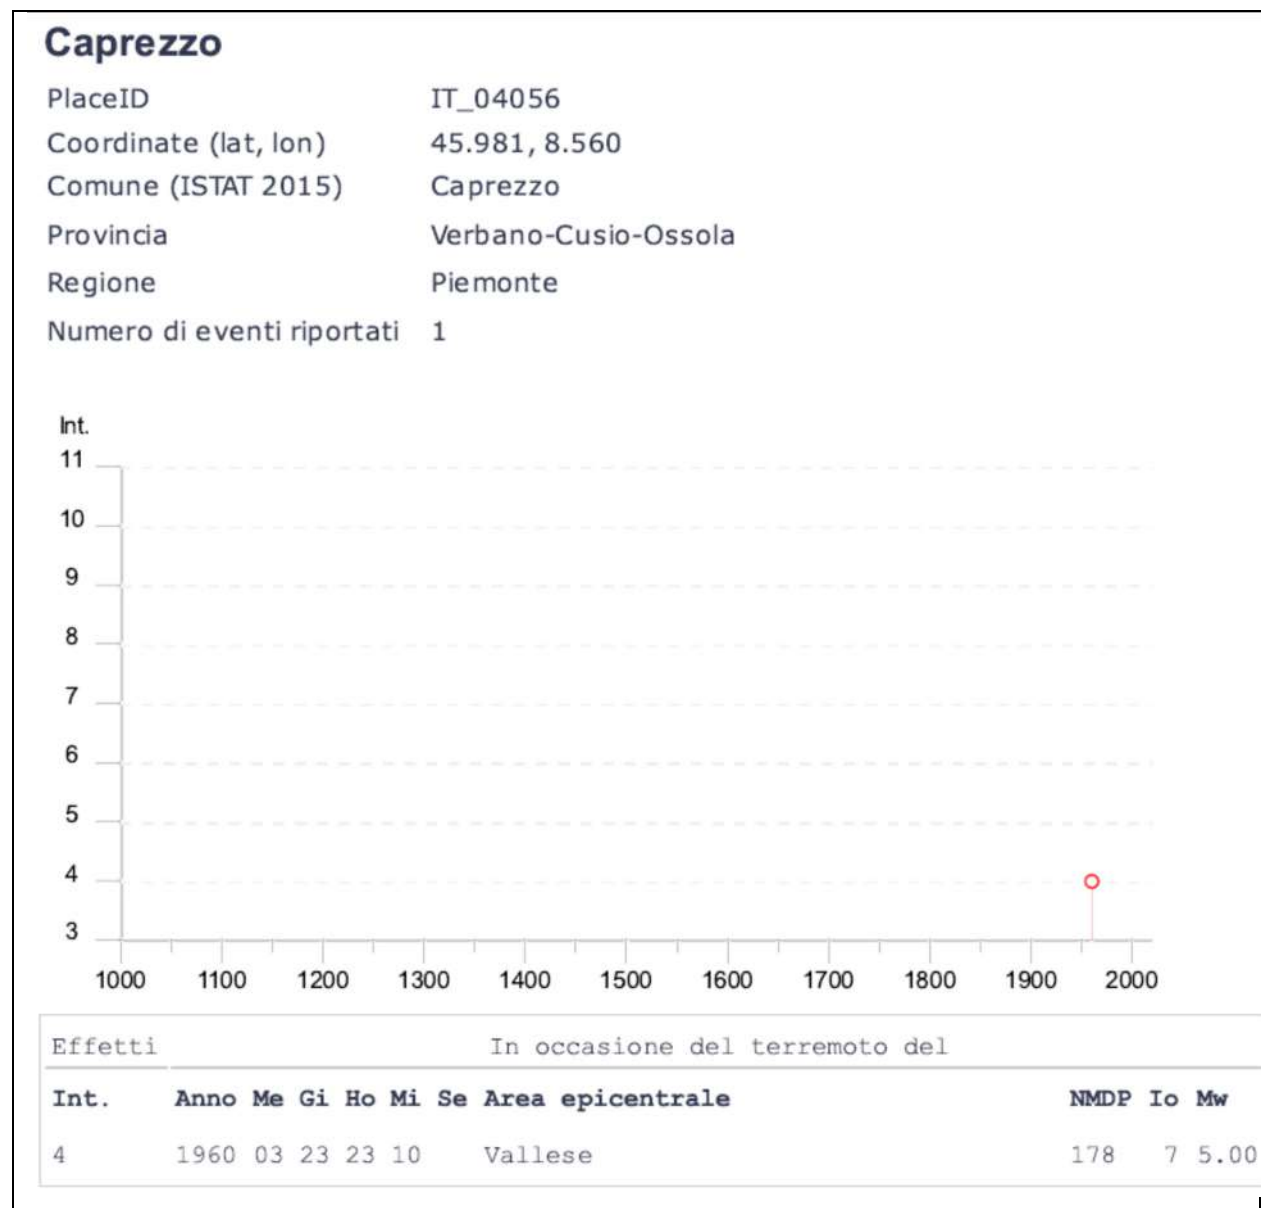 Caprezzo
PlaceID IT_04056
Coordinate (lat, lon) 45.981, 8.560
Comune (ISTAT 2015) Caprezzo
Provincia Verbano-Cusio-Ossola
Regione Piemonte
Numero di eventi riportati 1
Int.
11
10
9
8
7
6
5
4
3
1000 1100 1200 1300 1400 1500 1600 1700 1800 1900 2000
Effetti In occasione del terremoto del
Int. Anno Me Gi Ho Mi Se Area epicentrale NMDP Io Mw
4 1960 03 23 23 10 Vallese 178 7 5.00